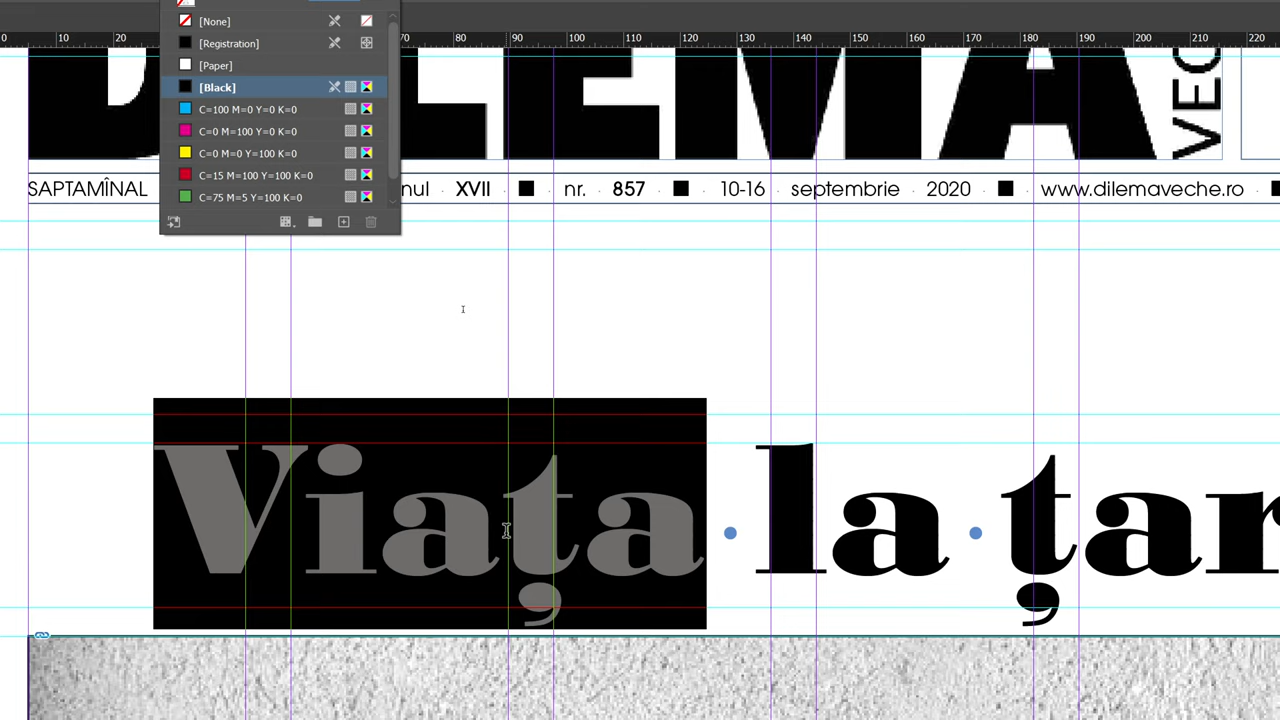 [None]
[Registration]
[Paper]
[Black]
C=100 M=0 Y=0 K=0
C=0 M=100 Y=0 K=0
C=0 M=0 Y=100 K=0
C=15 M=100 Y=100 K=0
C=75 M=5 Y=100 K=0
0 10 20 70 80 90 100 110 120 130 140 150 160 170 180 190 200 210 220
SAPTAMÎNAL nul · XVII · ■ · nr. · 857 · ■ · 10-16 · septembrie · 2020 · ■ · www.dilemaveche.ro · ■
Viața · la · țar